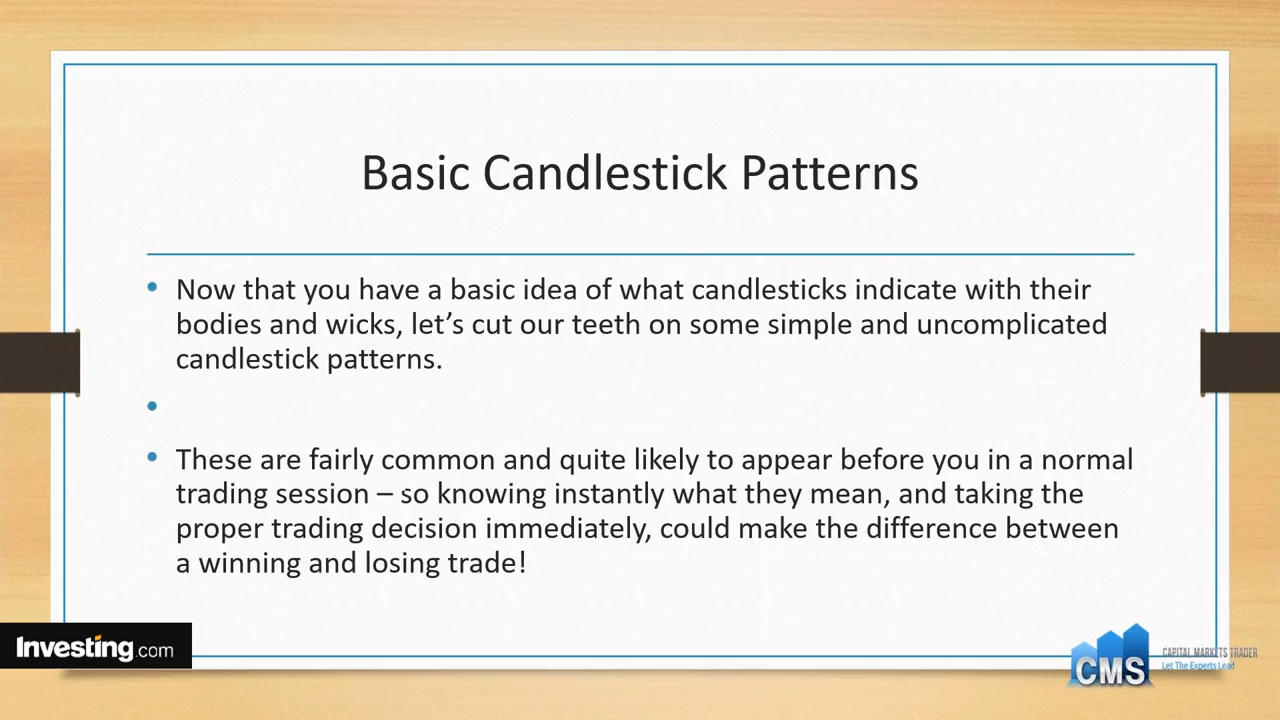 Basic Candlestick Patterns
• Now that you have a basic idea of what candlesticks indicate with their
bodies and wicks, let’s cut our teeth on some simple and uncomplicated
candlestick patterns.
•
• These are fairly common and quite likely to appear before you in a normal
trading session – so knowing instantly what they mean, and taking the
proper trading decision immediately, could make the difference between
a winning and losing trade!
Investing.com
CMS
CAPITAL MARKETS TRADER
Let The Experts Lead